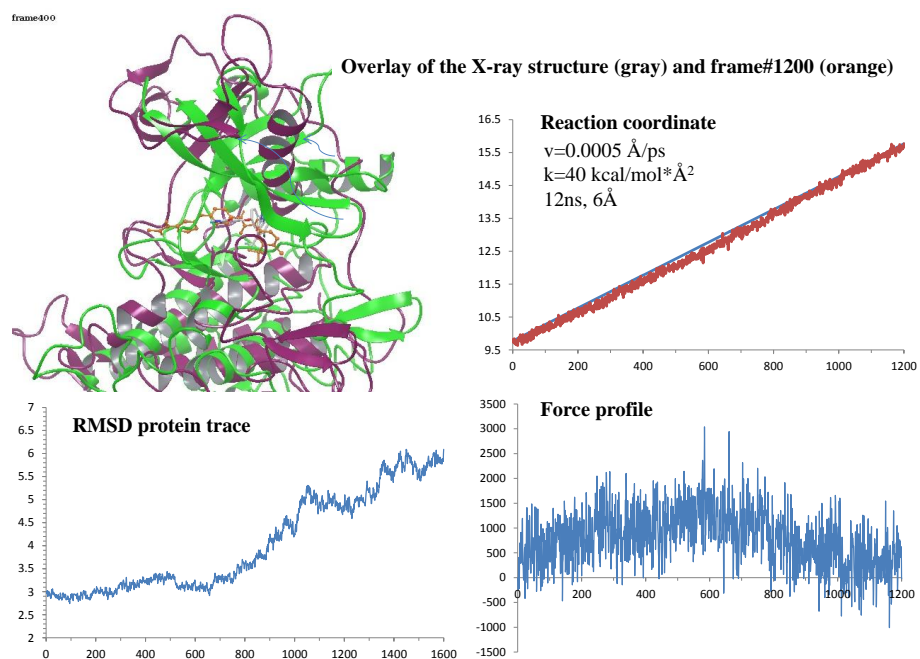 frame400
Overlay of the X-ray structure (gray) and frame#1200 (orange)
Reaction coordinate
v=0.0005 Å/ps
k=40 kcal/mol*Å²
12ns, 6Å
16.5
15.5
14.5
13.5
12.5
11.5
10.5
9.5
0 200 400 600 800 1000 1200
RMSD protein trace
7
6.5
6
5.5
5
4.5
4
3.5
3
2.5
2
0 200 400 600 800 1000 1200 1400 1600
Force profile
3500
3000
2500
2000
1500
1000
500
0
-500
-1000
-1500
0 200 400 600 800 1000 1200